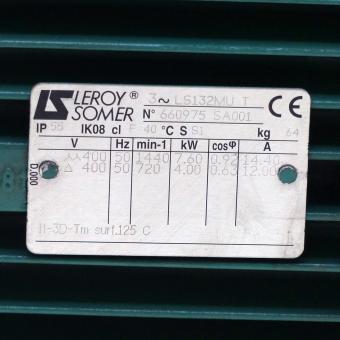 LEROY® 3~ LS132MU T
SOMER N° 660975 SA001 CE
IP 55 IK08 cl F 40°C S S1 kg 64
V Hz min-1 kW cosφ A
400 50 1440 7.60 0.92 14.40
Δ 400 50 720 4.00 0.63 12.00
D.000
II-3D-Tm surf.125 C